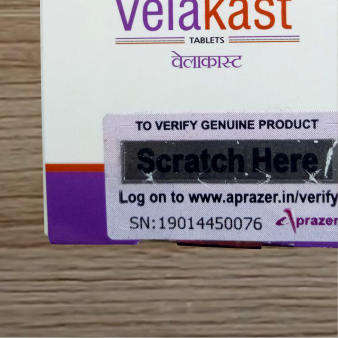 velakast
TABLETS
वेलाकास्ट
TO VERIFY GENUINE PRODUCT
Scratch Here
Log on to www.aprazer.in/verify
SN:19014450076 Aprazer